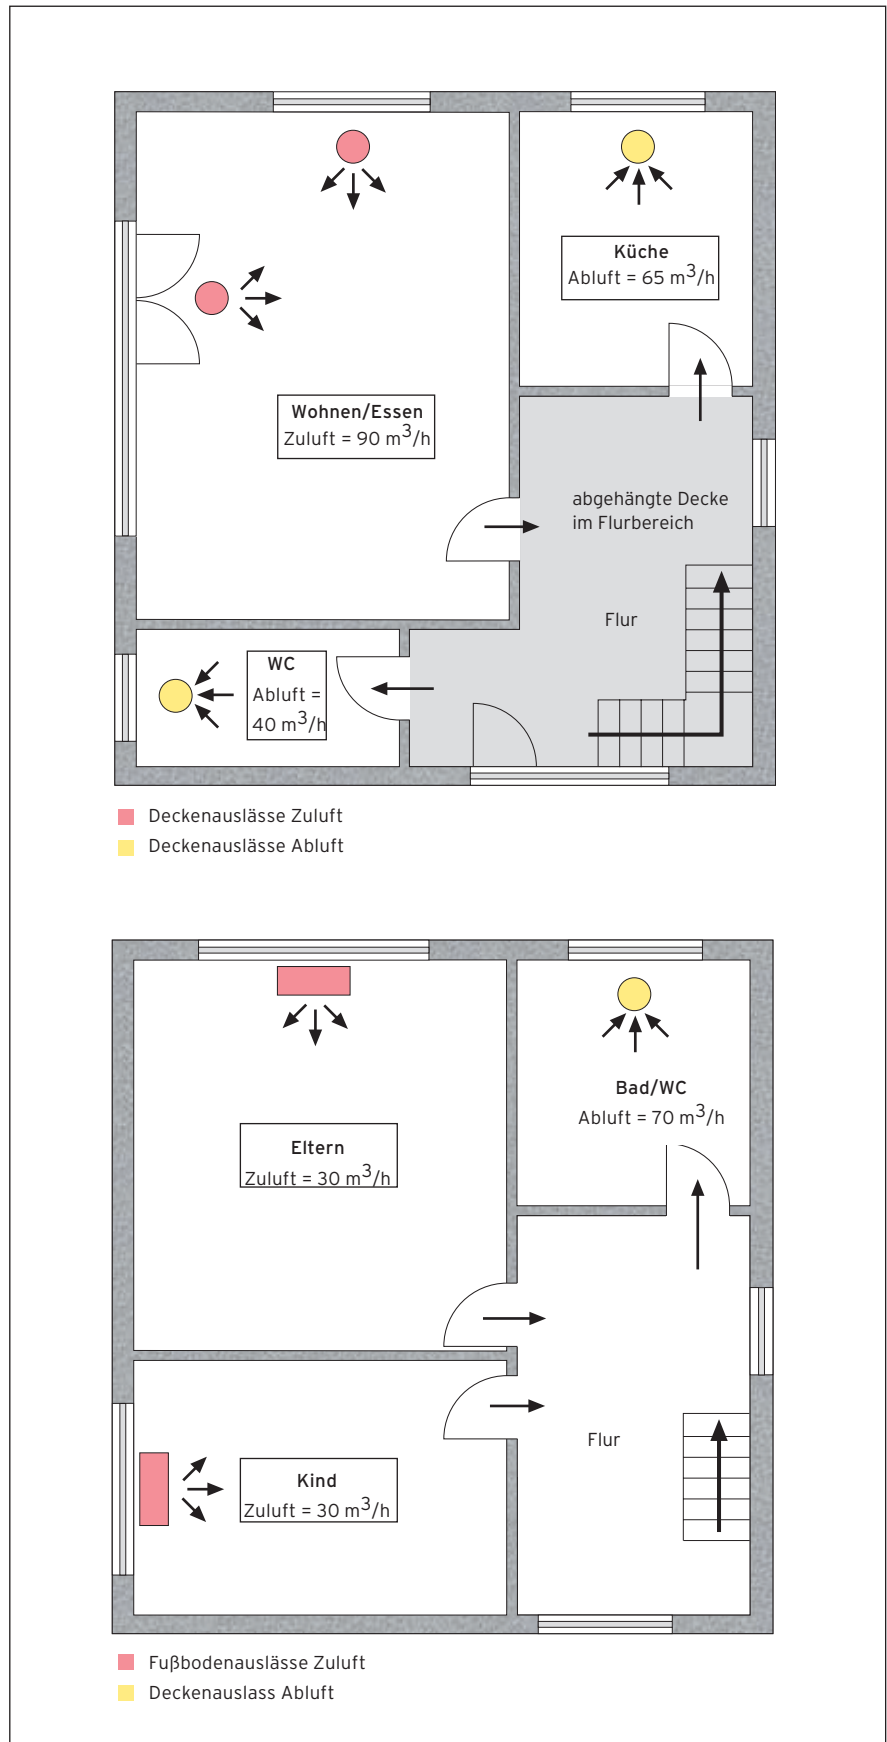 Küche
Abluft = 65 m³/h
Wohnen/Essen
Zuluft = 90 m³/h
abgehängte Decke
im Flurbereich
Flur
WC
Abluft =
40 m³/h
Deckenauslässe Zuluft
Deckenauslässe Abluft
Bad/WC
Abluft = 70 m³/h
Eltern
Zuluft = 30 m³/h
Flur
Kind
Zuluft = 30 m³/h
Fußbodenauslässe Zuluft
Deckenauslass Abluft